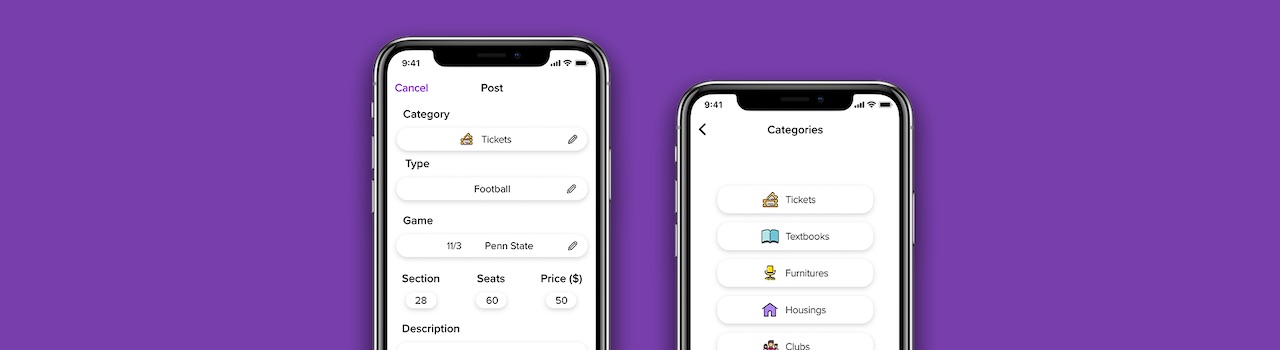 9:41
Cancel Post
Category
Tickets
Type
Football
Game
11/3 Penn State
Section Seats Price ($)
28 60 50
Description
9:41
Categories
Tickets
Textbooks
Furnitures
Housings
Clubs